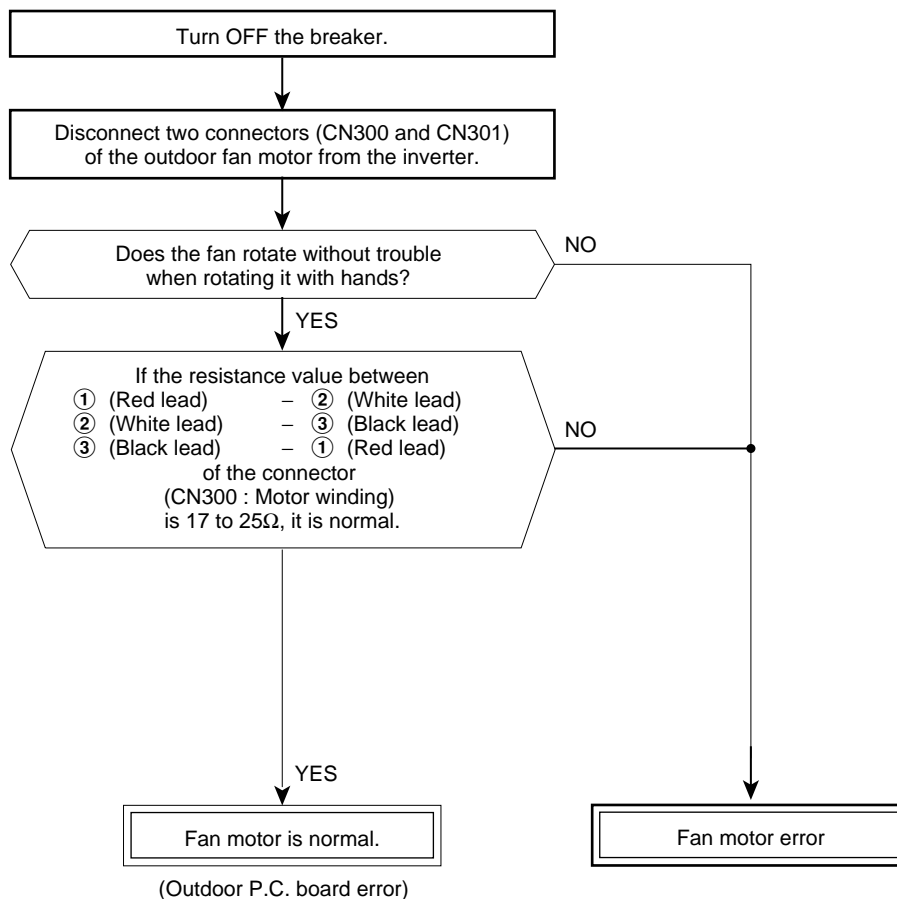 Turn OFF the breaker.
Disconnect two connectors (CN300 and CN301)
of the outdoor fan motor from the inverter.
Does the fan rotate without trouble
when rotating it with hands?
NO
YES
If the resistance value between
① (Red lead) – ② (White lead)
② (White lead) – ③ (Black lead)
③ (Black lead) – ① (Red lead)
of the connector
(CN300 : Motor winding)
is 17 to 25Ω, it is normal.
NO
YES
Fan motor is normal.
(Outdoor P.C. board error)
Fan motor error